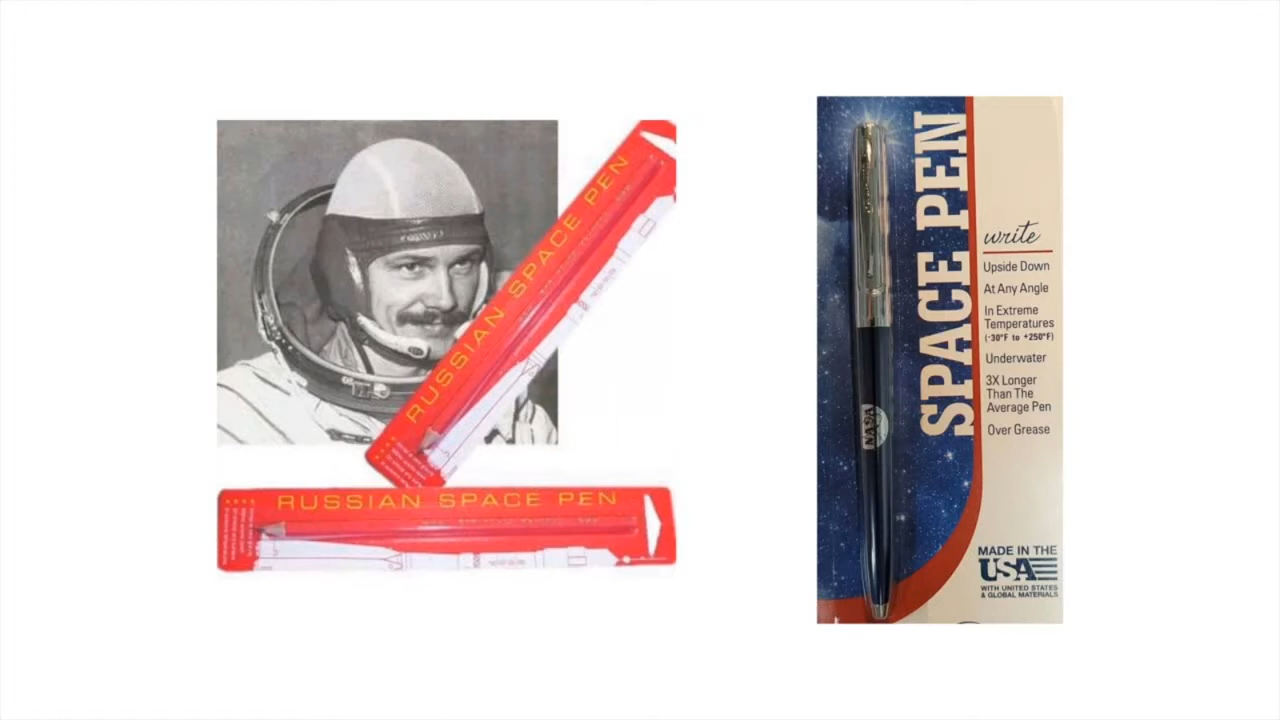 RUSSIAN SPACE PEN
RUSSIAN SPACE PEN
SPACE PEN
write
Upside Down
At Any Angle
In Extreme
Temperatures
(-30°F to +250°F)
Underwater
3X Longer
Than The
Average Pen
Over Grease
NASA
MADE IN THE
USA
WITH UNITED STATES
& GLOBAL MATERIALS